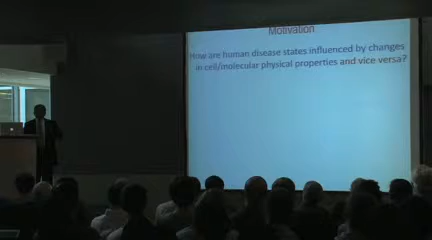 Motivation
How are human disease states influenced by changes
in cell/molecular physical properties and vice versa?